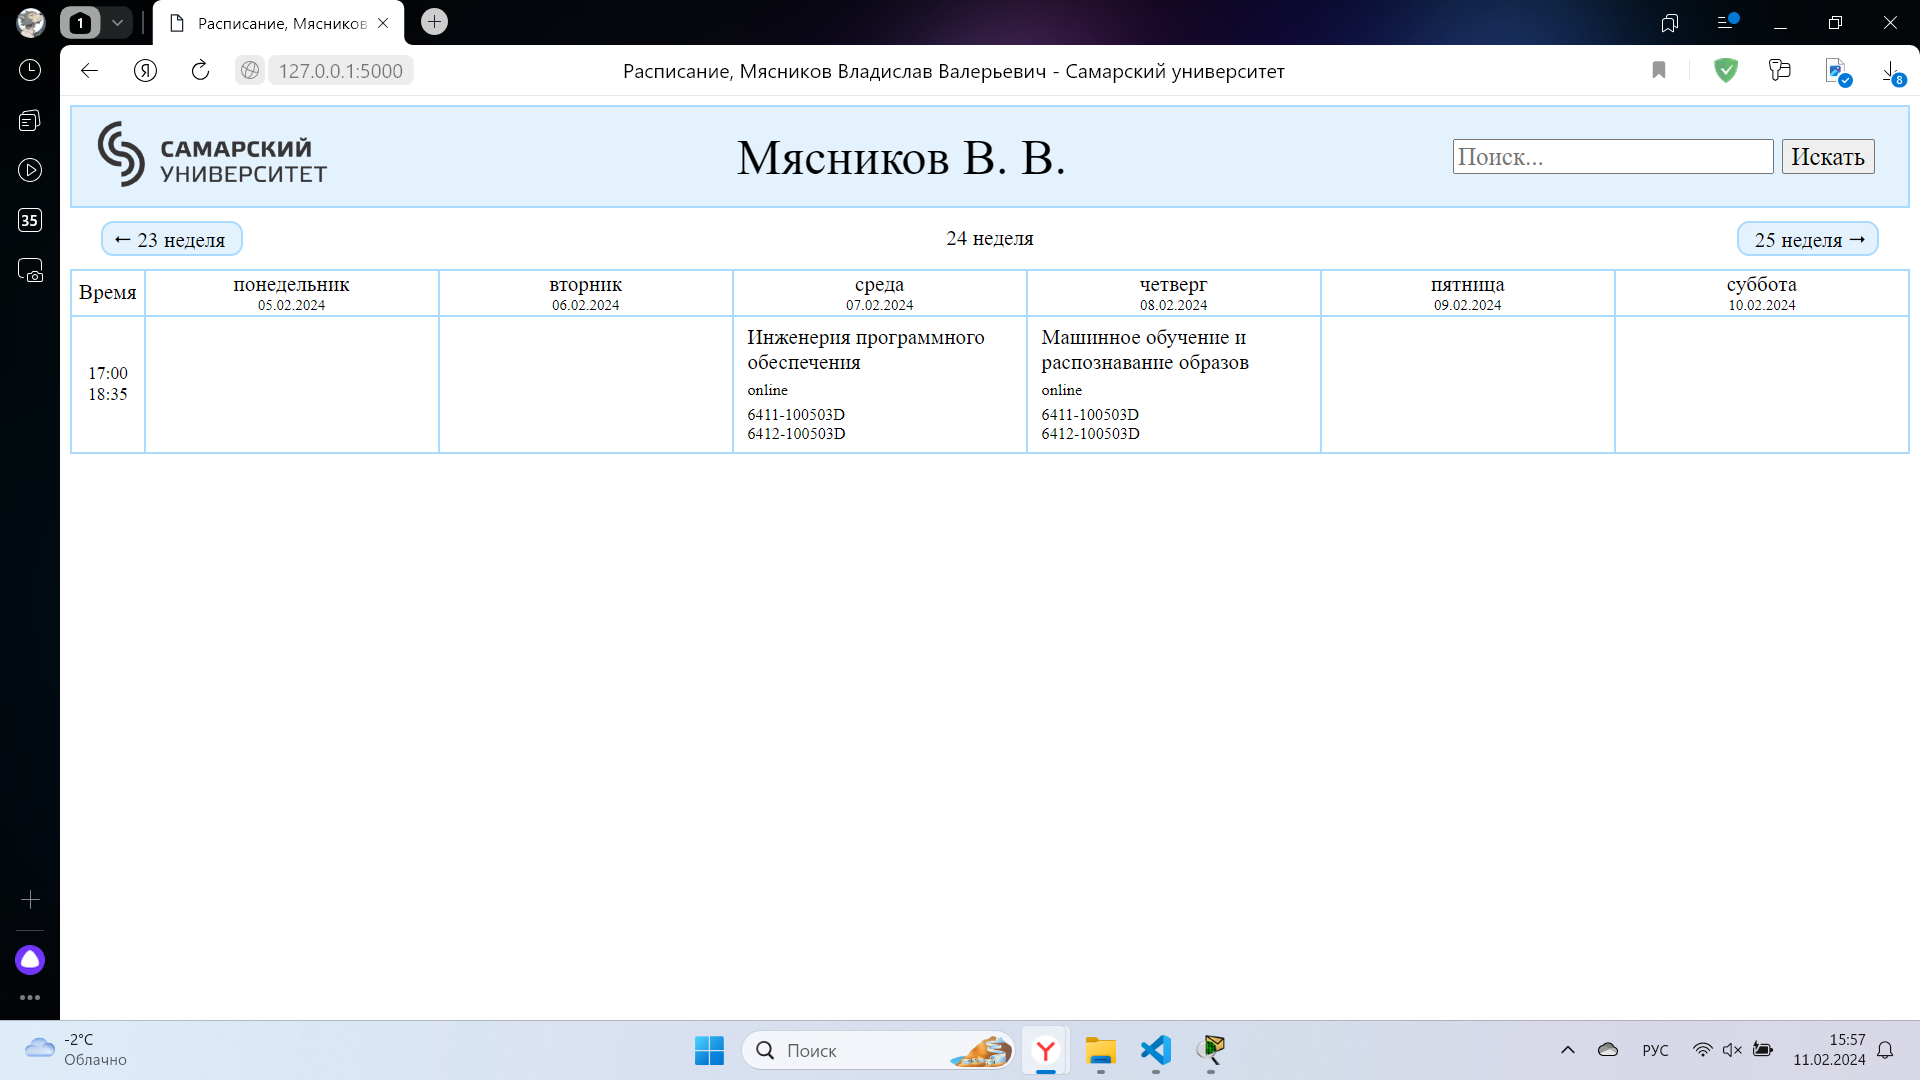 1
Расписание, Мясников
127.0.0.1:5000
Расписание, Мясников Владислав Валерьевич - Самарский университет
8
35
САМАРСКИЙ
УНИВЕРСИТЕТ
Мясников В. В.
Поиск...
Искать
← 23 неделя
24 неделя
25 неделя →
Время
понедельник
05.02.2024
вторник
06.02.2024
среда
07.02.2024
четверг
08.02.2024
пятница
09.02.2024
суббота
10.02.2024
17:00
18:35
Инженерия программного
обеспечения
online
6411-100503D
6412-100503D
Машинное обучение и
распознавание образов
online
6411-100503D
6412-100503D
-2°C
Облачно
Поиск
РУС
15:57
11.02.2024